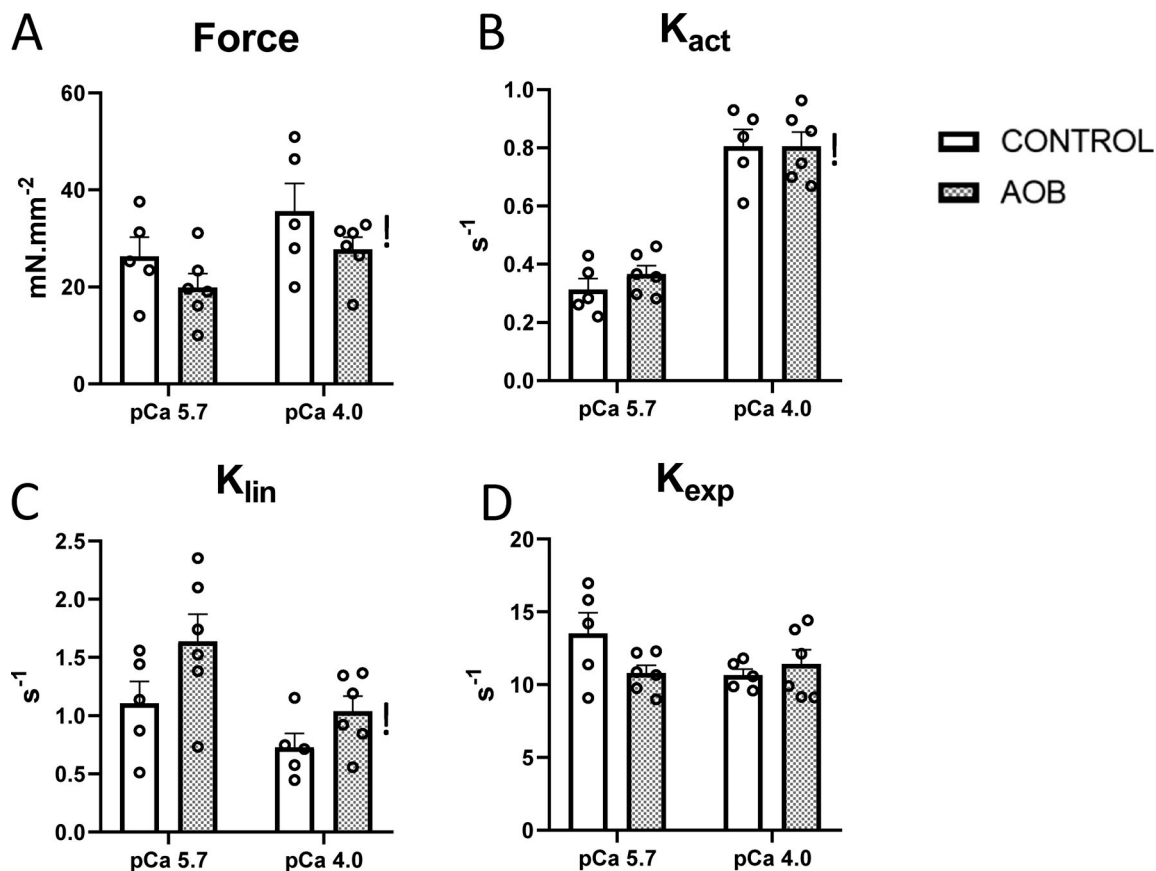 A
Force
mN.mm-2
60
40
20
0
pCa 5.7
pCa 4.0
!
B
Kact
s-1
1.0
0.8
0.6
0.4
0.2
0.0
pCa 5.7
pCa 4.0
!
CONTROL
AOB
C
Klin
s-1
2.5
2.0
1.5
1.0
0.5
0.0
pCa 5.7
pCa 4.0
!
D
Kexp
s-1
20
15
10
5
0
pCa 5.7
pCa 4.0